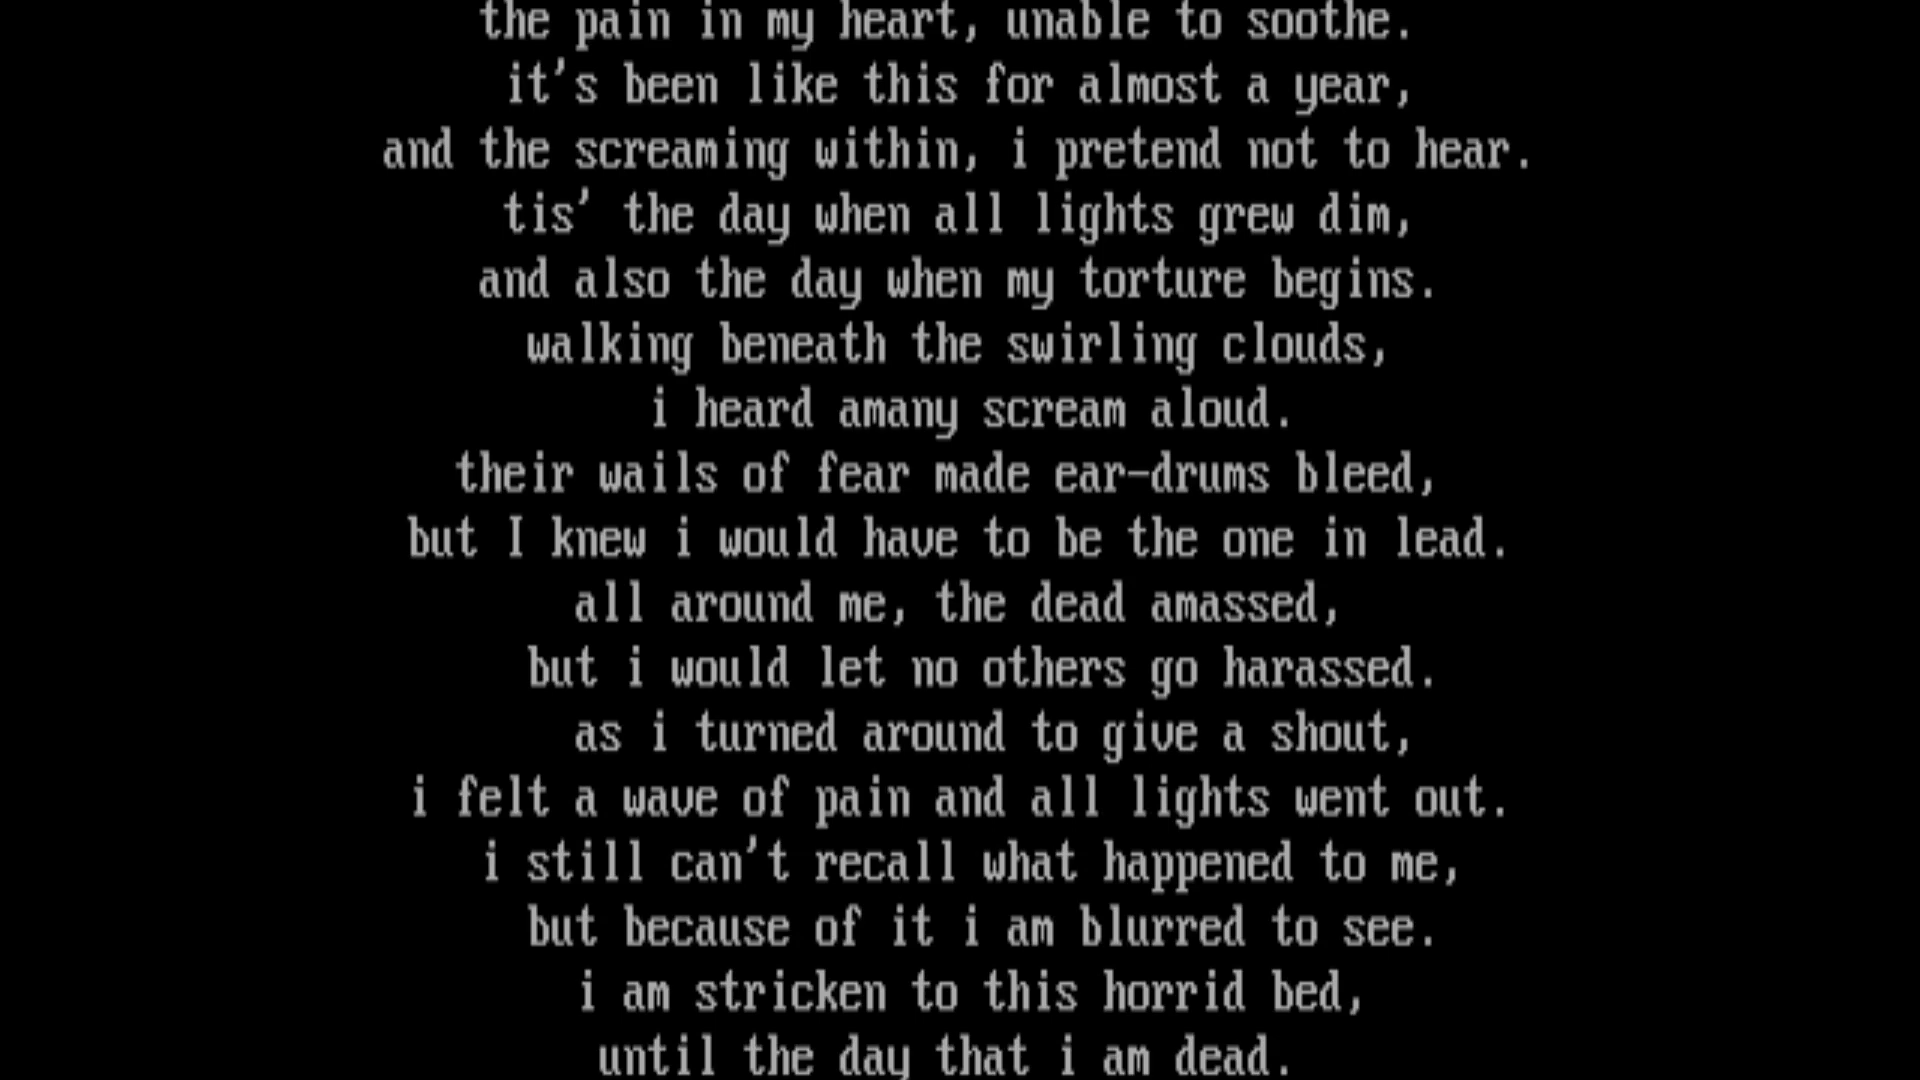 the pain in my heart, unable to soothe.
it's been like this for almost a year,
and the screaming within, i pretend not to hear.
tis' the day when all lights grew dim,
and also the day when my torture begins.
walking beneath the swirling clouds,
i heard amany scream aloud.
their wails of fear made ear-drums bleed,
but I knew i would have to be the one in lead.
all around me, the dead amassed,
but i would let no others go harassed.
as i turned around to give a shout,
i felt a wave of pain and all lights went out.
i still can't recall what happened to me,
but because of it i am blurred to see.
i am stricken to this horrid bed,
until the day that i am dead.